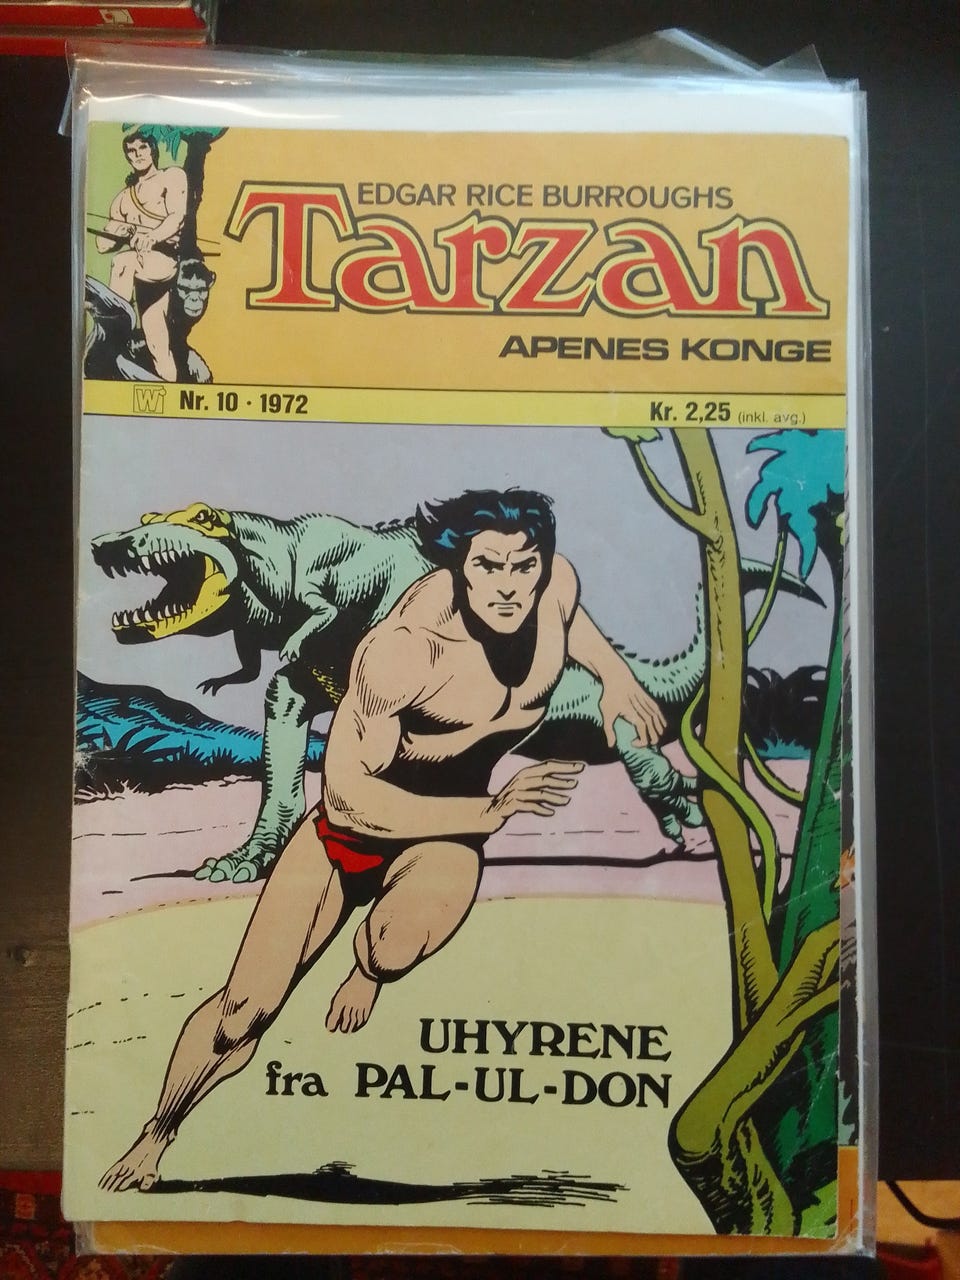 EDGAR RICE BURROUGHS
Tarzan
APENES KONGE
W Nr. 10 · 1972 Kr. 2,25 (inkl. avg.)
UHYRENE
fra PAL-UL-DON